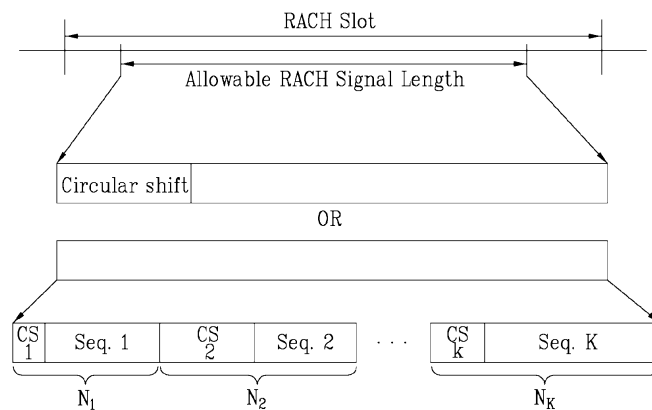 RACH Slot
Allowable RACH Signal Length
Circular shift
OR
CS 1 Seq. 1 CS 2 Seq. 2 · · · CS k Seq. K
N1 N2 NK